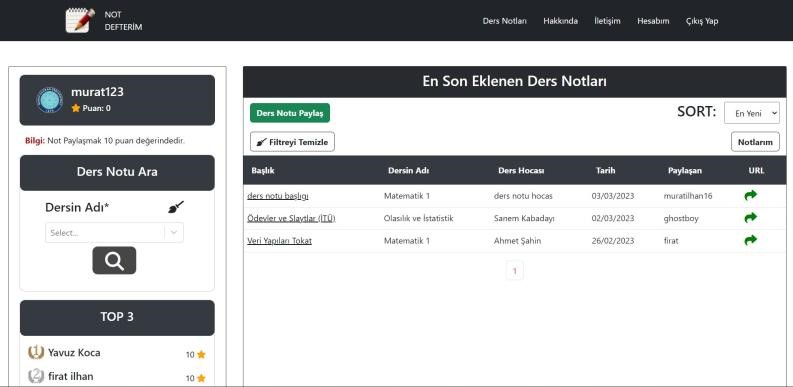 NOT
DEFTERİM
Ders Notları Hakkında İletişim Hesabım Çıkış Yap
murat123
Puan: 0
Bilgi: Not Paylaşmak 10 puan değerindedir.
Ders Notu Ara
Dersin Adı*
Select...
TOP 3
1 Yavuz Koca 10
2 firat ilhan 10
En Son Eklenen Ders Notları
Ders Notu Paylaş SORT: En Yeni
Filtreyi Temizle Notlarım
Başlık Dersin Adı Ders Hocası Tarih Paylaşan URL
ders notu başlıgı Matematik 1 ders notu hocas 03/03/2023 muratilhan16
Ödevler ve Slaytlar (İTÜ) Olasılık ve İstatistik Sanem Kabadayı 02/03/2023 ghostboy
Veri Yapıları Tokat Matematik 1 Ahmet Şahin 26/02/2023 firat
1